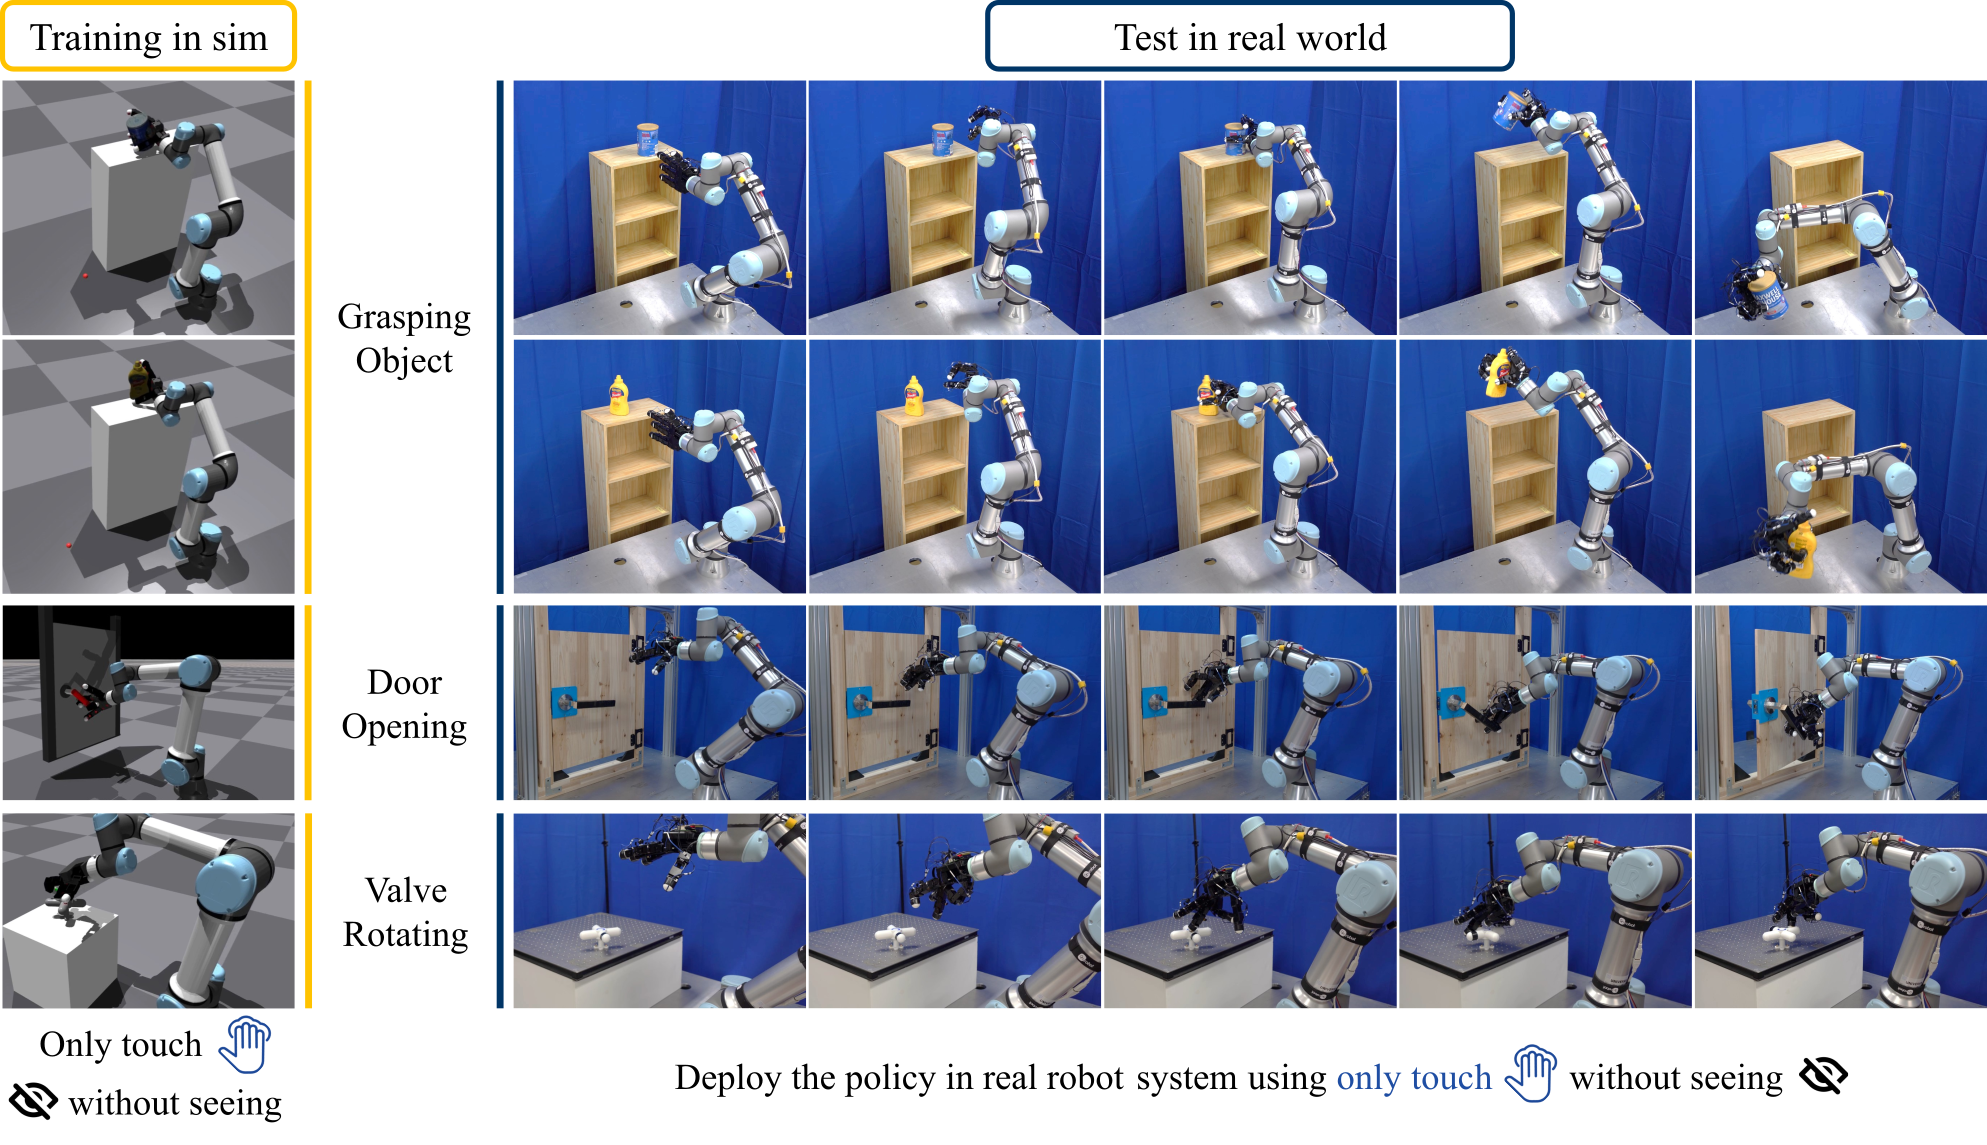 Training in sim
Test in real world
Grasping
Object
Door
Opening
Valve
Rotating
Only touch
without seeing
Deploy the policy in real robot system using only touch without seeing